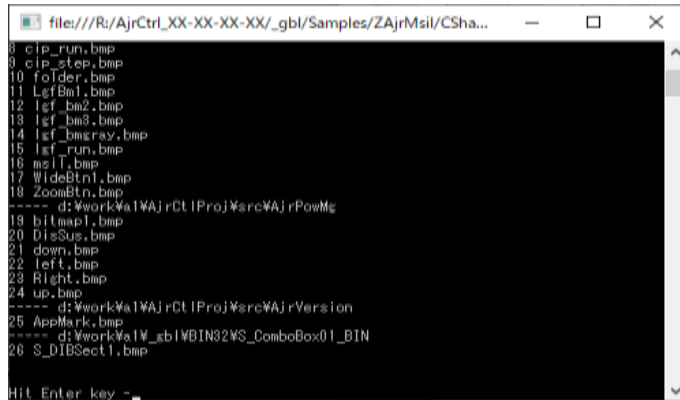 file:///R:/AjrCtrl_XX-XX-XX-XX/_gbl/Samples/ZAjrMsil/CSha...
8 cip_run.bmp
9 cip_step.bmp
10 folder.bmp
11 LgfBm1.bmp
12 lgf_bm2.bmp
13 lgf_bm3.bmp
14 lgf_bmgray.bmp
15 lgf_run.bmp
16 msil.bmp
17 WideBtn1.bmp
18 ZoomBtn.bmp
----- d:¥work¥a1¥AjrCtlProj¥src¥AjrPowMg
19 bitmap1.bmp
20 DisSus.bmp
21 down.bmp
22 left.bmp
23 Right.bmp
24 up.bmp
----- d:¥work¥a1¥AjrCtlProj¥src¥AjrVersion
25 AppMark.bmp
----- d:¥work¥a1¥_gbl¥BIN32¥S_ComboBox01_BIN
26 S_DIBSect1.bmp
Hit Enter key -_